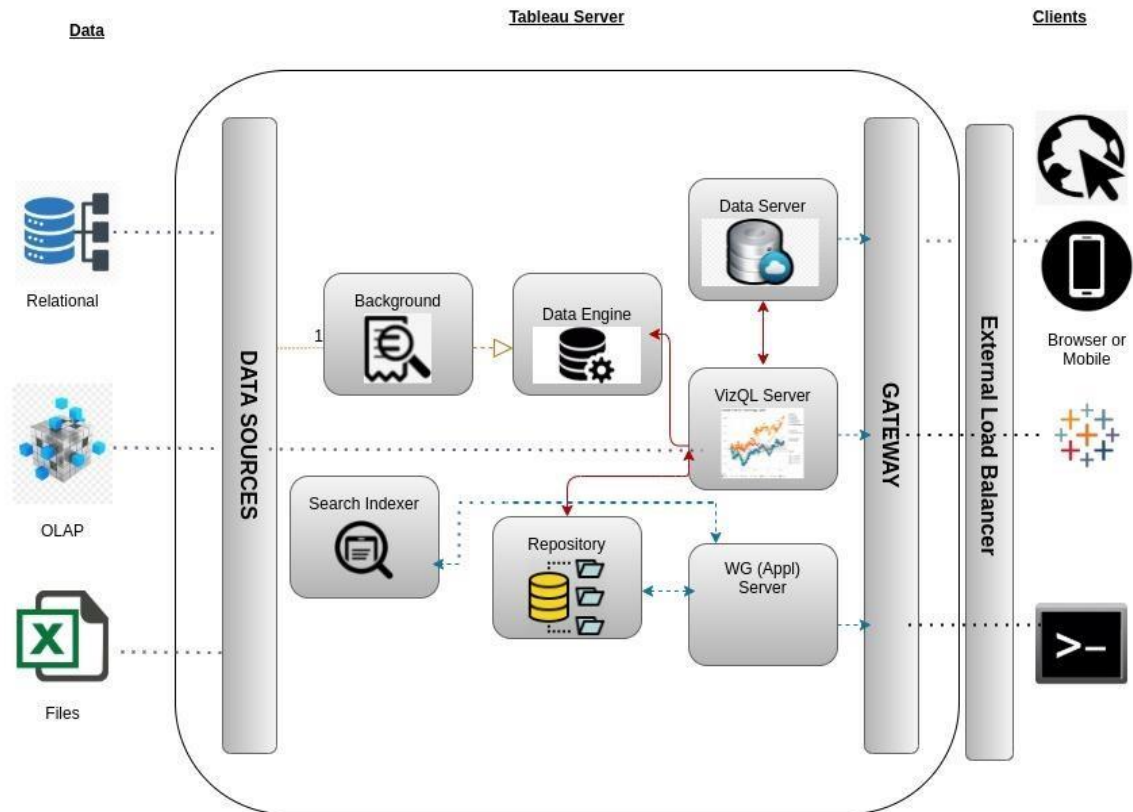 Data
Tableau Server
Clients
Relational
OLAP
Files
DATA SOURCES
1
Background
Data Engine
Data Server
VizQL Server
Search Indexer
Repository
WG (Appl)
Server
GATEWAY
External Load Balancer
Browser or
Mobile
>-